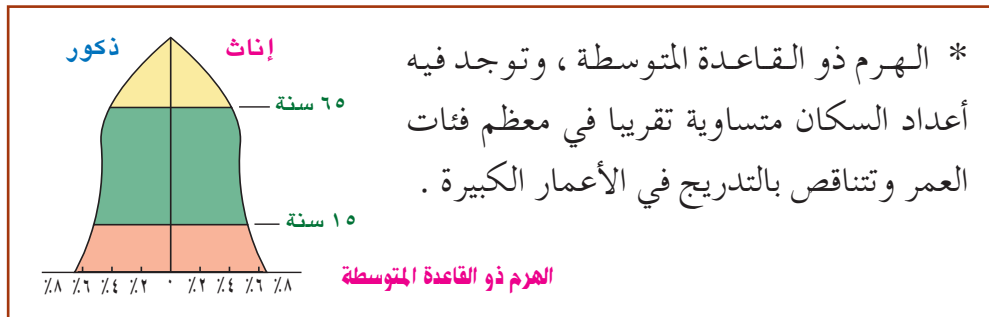 * الهرم ذو القاعدة المتوسطة ، وتوجد فيه
أعداد السكان متساوية تقريبا في معظم فئات
العمر وتتناقص بالتدريج في الأعمار الكبيرة .
إناث
ذكور
٦٥ سنة
١٥ سنة
٪٨ ٪٦ ٪٤ ٪٢ ٠ ٪٢ ٪٤ ٪٦ ٪٨
الهرم ذو القاعدة المتوسطة